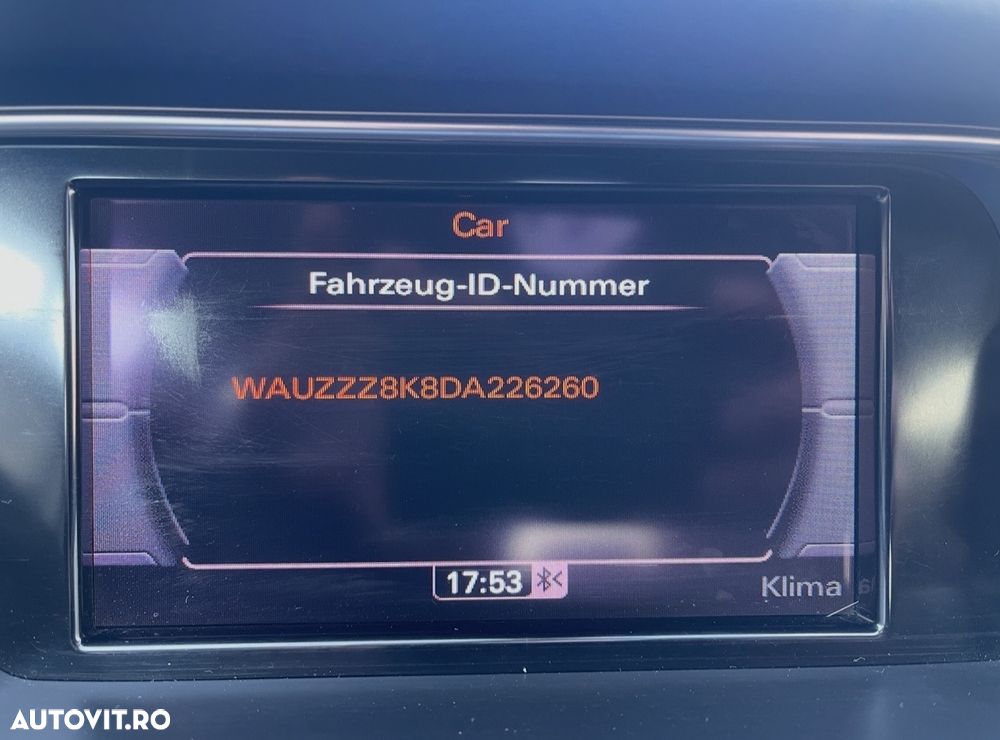 Car
Fahrzeug-ID-Nummer
WAUZZZ8K8DA226260
17:53
Klima
AUTOVIT.RO